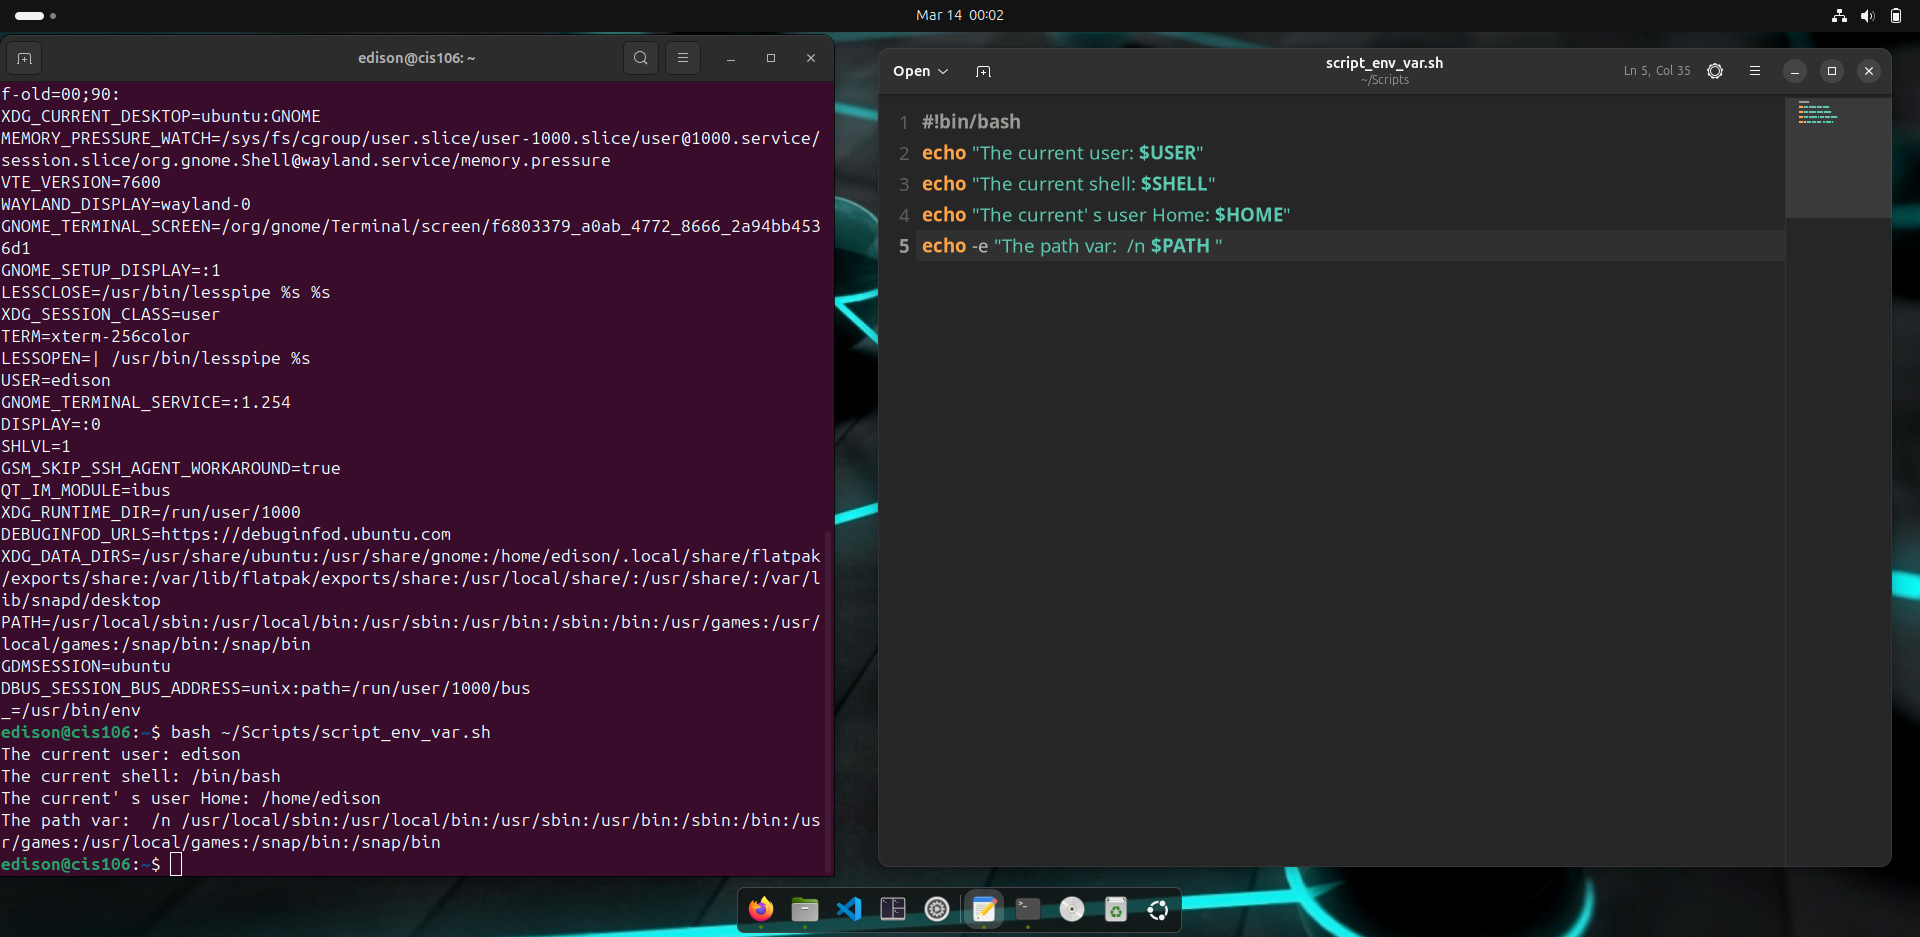 Mar 14 00:02
edison@cis106: ~
f-old=00;90:
XDG_CURRENT_DESKTOP=ubuntu:GNOME
MEMORY_PRESSURE_WATCH=/sys/fs/cgroup/user.slice/user-1000.slice/user@1000.service/
session.slice/org.gnome.Shell@wayland.service/memory.pressure
VTE_VERSION=7600
WAYLAND_DISPLAY=wayland-0
GNOME_TERMINAL_SCREEN=/org/gnome/Terminal/screen/f6803379_a0ab_4772_8666_2a94bb453
6d1
GNOME_SETUP_DISPLAY=:1
LESSCLOSE=/usr/bin/lesspipe %s %s
XDG_SESSION_CLASS=user
TERM=xterm-256color
LESSOPEN=| /usr/bin/lesspipe %s
USER=edison
GNOME_TERMINAL_SERVICE=:1.254
DISPLAY=:0
SHLVL=1
GSM_SKIP_SSH_AGENT_WORKAROUND=true
QT_IM_MODULE=ibus
XDG_RUNTIME_DIR=/run/user/1000
DEBUGINFOD_URLS=https://debuginfod.ubuntu.com
XDG_DATA_DIRS=/usr/share/ubuntu:/usr/share/gnome:/home/edison/.local/share/flatpak
/exports/share:/var/lib/flatpak/exports/share:/usr/local/share/:/usr/share/:/var/l
ib/snapd/desktop
PATH=/usr/local/sbin:/usr/local/bin:/usr/sbin:/usr/bin:/sbin:/bin:/usr/games:/usr/
local/games:/snap/bin:/snap/bin
GDMSESSION=ubuntu
DBUS_SESSION_BUS_ADDRESS=unix:path=/run/user/1000/bus
_=/usr/bin/env
edison@cis106:~$ bash ~/Scripts/script_env_var.sh
The current user: edison
The current shell: /bin/bash
The current' s user Home: /home/edison
The path var:  /n /usr/local/sbin:/usr/local/bin:/usr/sbin:/usr/bin:/sbin:/bin:/us
r/games:/usr/local/games:/snap/bin:/snap/bin
edison@cis106:~$
Open
script_env_var.sh
~/Scripts
Ln 5, Col 35
1 #!bin/bash
2 echo "The current user: $USER"
3 echo "The current shell: $SHELL"
4 echo "The current' s user Home: $HOME"
5 echo -e "The path var:  /n $PATH "